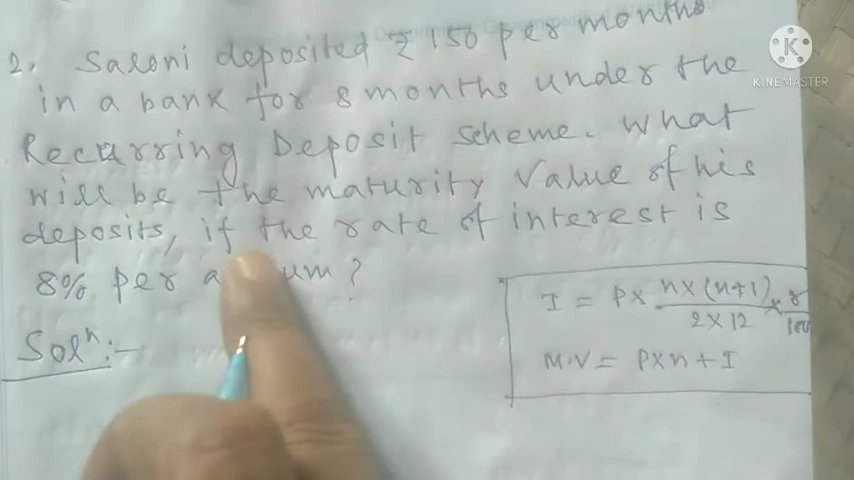 2. Saloni deposited ₹150 per months
in a bank for 8 months under the
Recurring Deposit scheme. What
will be the maturity value of his
deposits, if the rate of interest is
8% per a um?
Solⁿ:-
I = P× n×(n+1)/2×12 × r/100
M.V = P×n+I
KINEMASTER